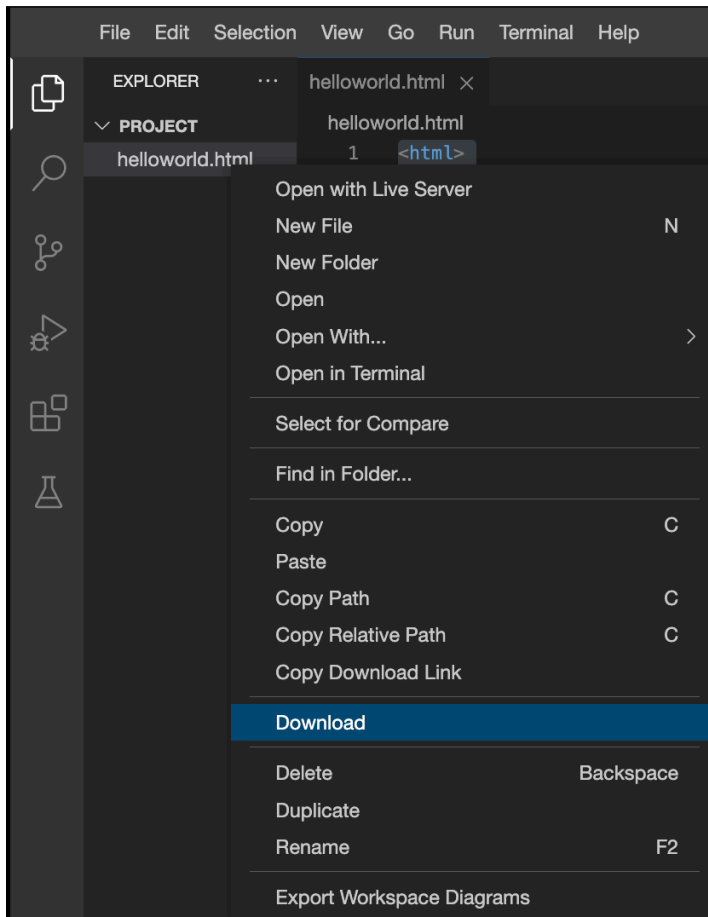 File Edit Selection View Go Run Terminal Help
EXPLORER ... helloworld.html ×
PROJECT
helloworld.html
helloworld.html
1 <html>
Open with Live Server
New File N
New Folder
Open
Open With... >
Open in Terminal
Select for Compare
Find in Folder...
Copy C
Paste
Copy Path C
Copy Relative Path C
Copy Download Link
Download
Delete Backspace
Duplicate
Rename F2
Export Workspace Diagrams